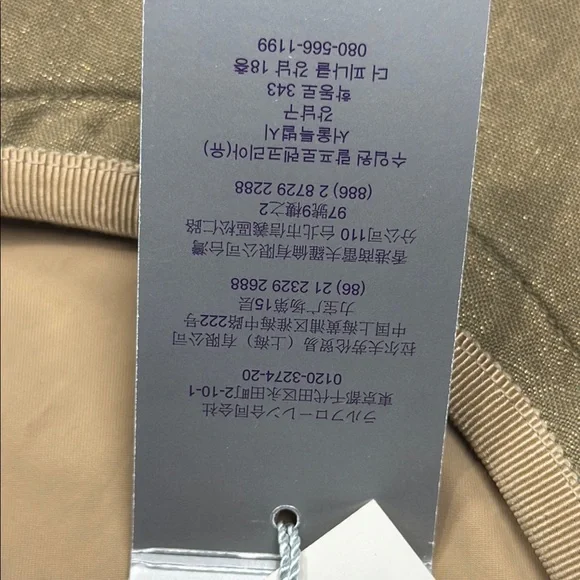 ラルフローレン合同会社
東京都千代田区永田町2-10-1
0120-3274-20
拉尔夫劳伦贸易（上海）有限公司
中国上海黄浦区淮海中路222号
力宝广场第15层
(86) 21 2329 2688
香港商雷夫羅倫有限公司台灣
分公司110 台北市信義區松仁路
97號9樓之2
(886) 2 8729 2288
수입원 랄프로렌코리아(유)
서울특별시
강남구
학동로 343
더 피나클 강남 18층
080-566-1199